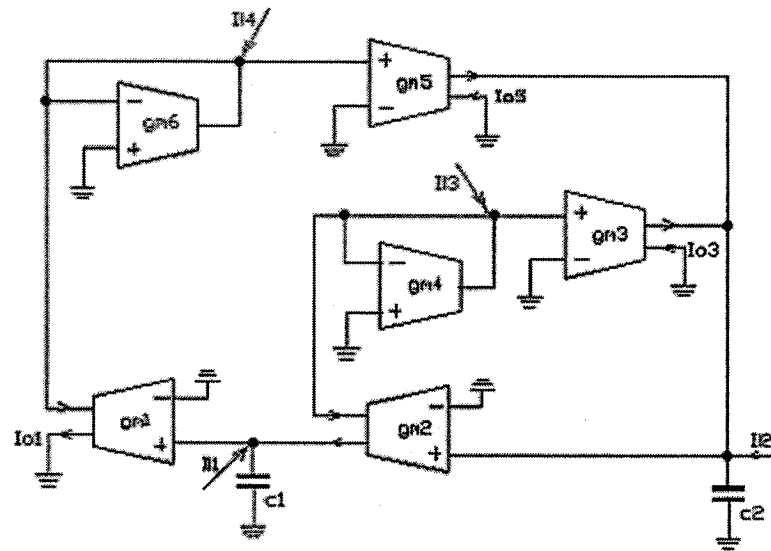 II4
+
gm5
−
Io5
−
gm6
+
II3
+
gm3
−
Io3
−
gm4
+
gm1
−
+
Io1
gm2
−
+
II1
c1
II2
c2